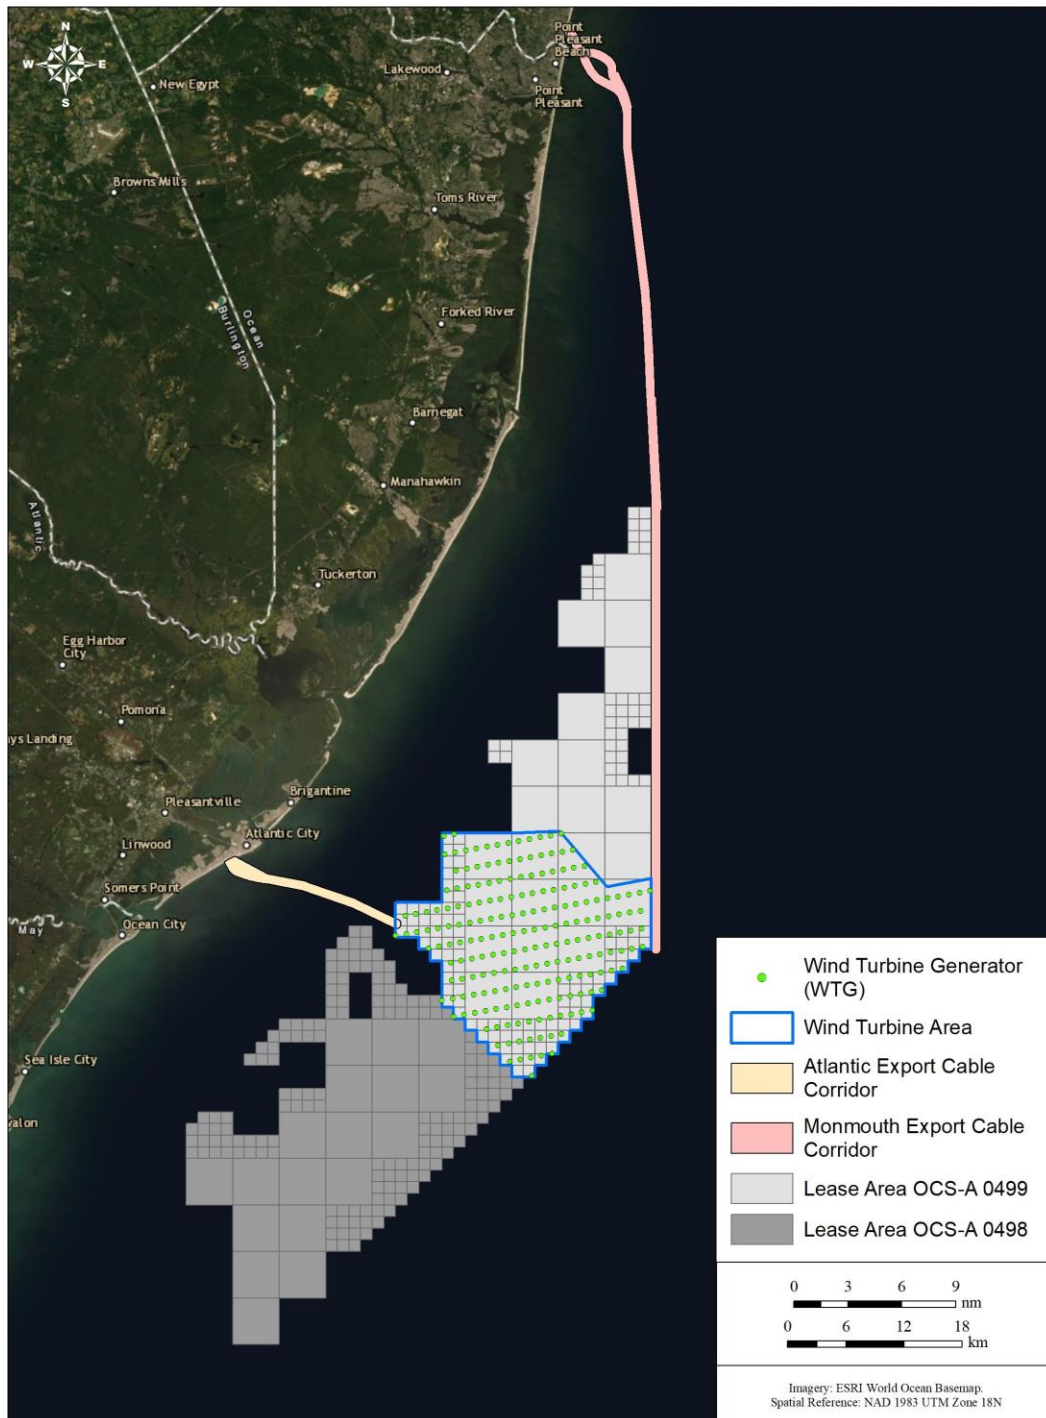 N
W E
S
Point
Pleasant
Beach
Lakewood
New Egypt
Point
Pleasant
Browns Mills
Toms River
Ocean
Burlington
Forked River
Barnegat
Manahawkin
Atlantic
Tuckerton
Egg Harbor
City
Pomona
ys Landing
Pleasantville
Brigantine
Atlantic City
Linwood
Somers Point
May
Ocean City
Sea Isle City
valon
Wind Turbine Generator
(WTG)
Wind Turbine Area
Atlantic Export Cable
Corridor
Monmouth Export Cable
Corridor
Lease Area OCS-A 0499
Lease Area OCS-A 0498
0 3 6 9
nm
0 6 12 18
km
Imagery: ESRI World Ocean Basemap.
Spatial Reference: NAD 1983 UTM Zone 18N